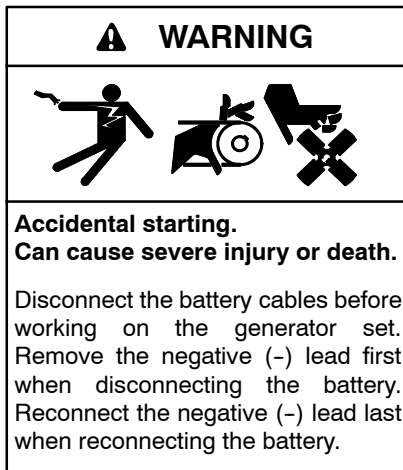 WARNING
Accidental starting.
Can cause severe injury or death.
Disconnect the battery cables before
working on the generator set.
Remove the negative (–) lead first
when disconnecting the battery.
Reconnect the negative (–) lead last
when reconnecting the battery.